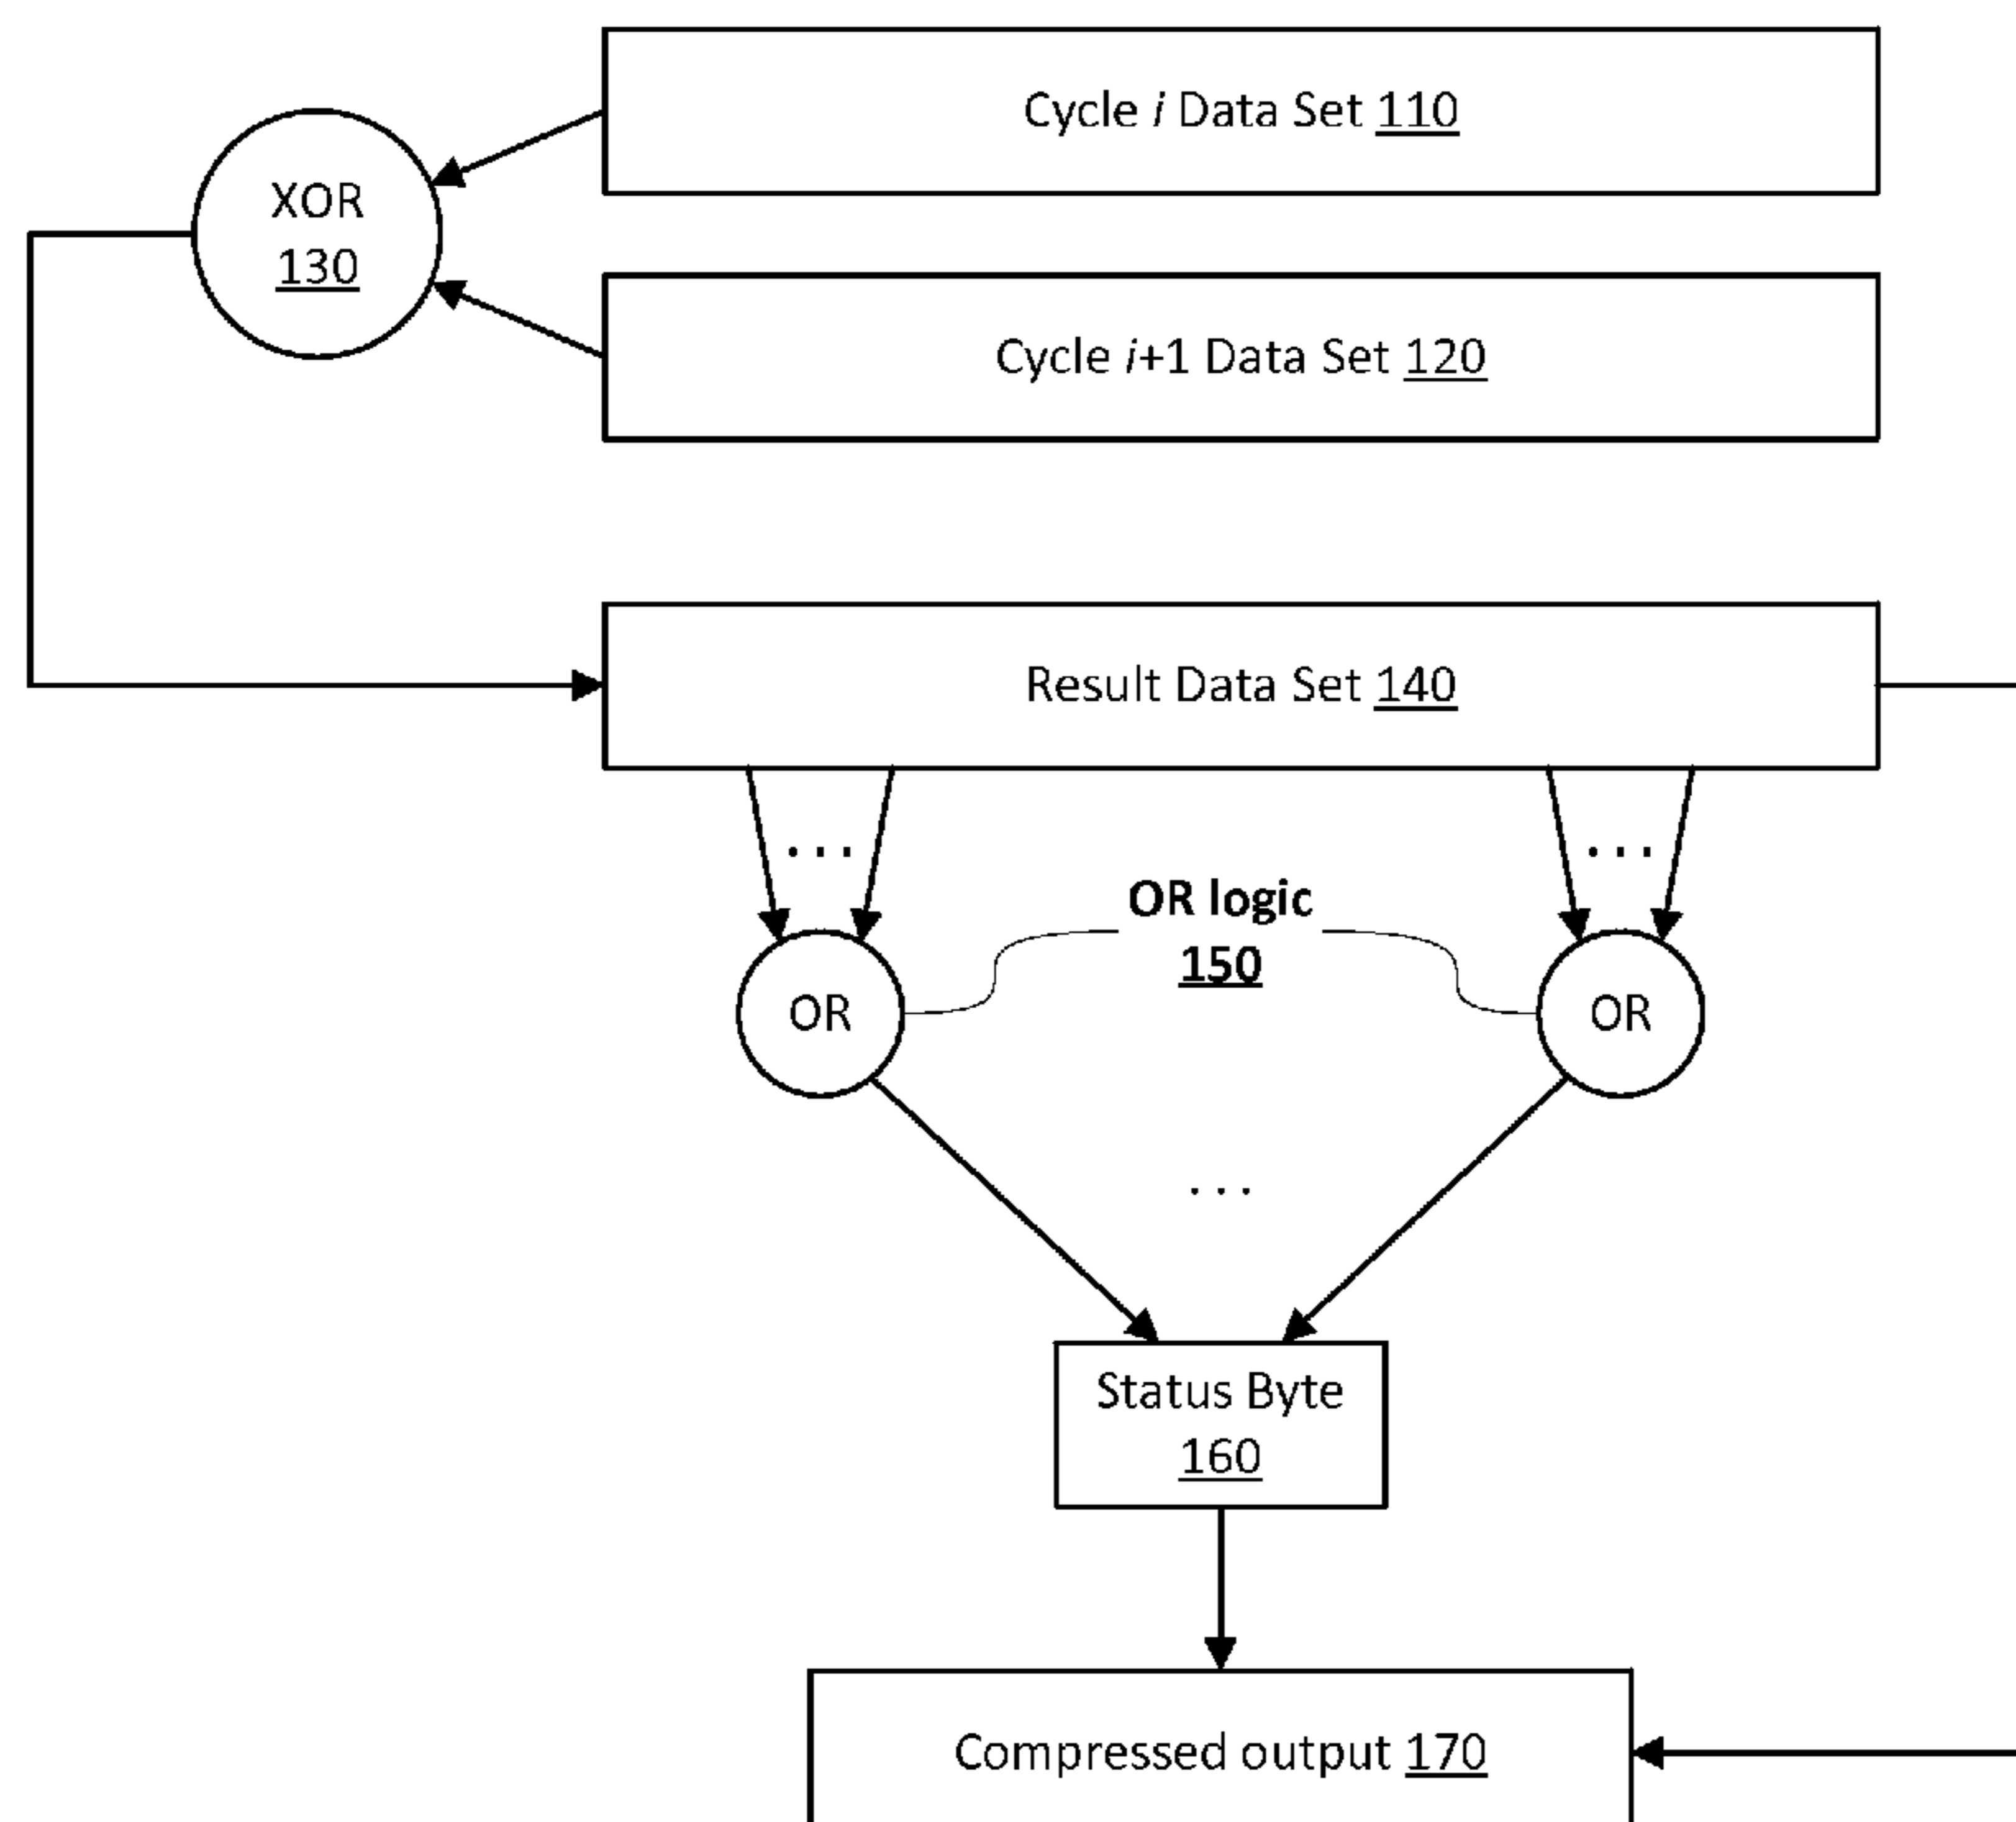 Cycle i Data Set 110
XOR
130
Cycle i+1 Data Set 120
Result Data Set 140
...
...
OR logic
150
OR
OR
...
Status Byte
160
Compressed output 170